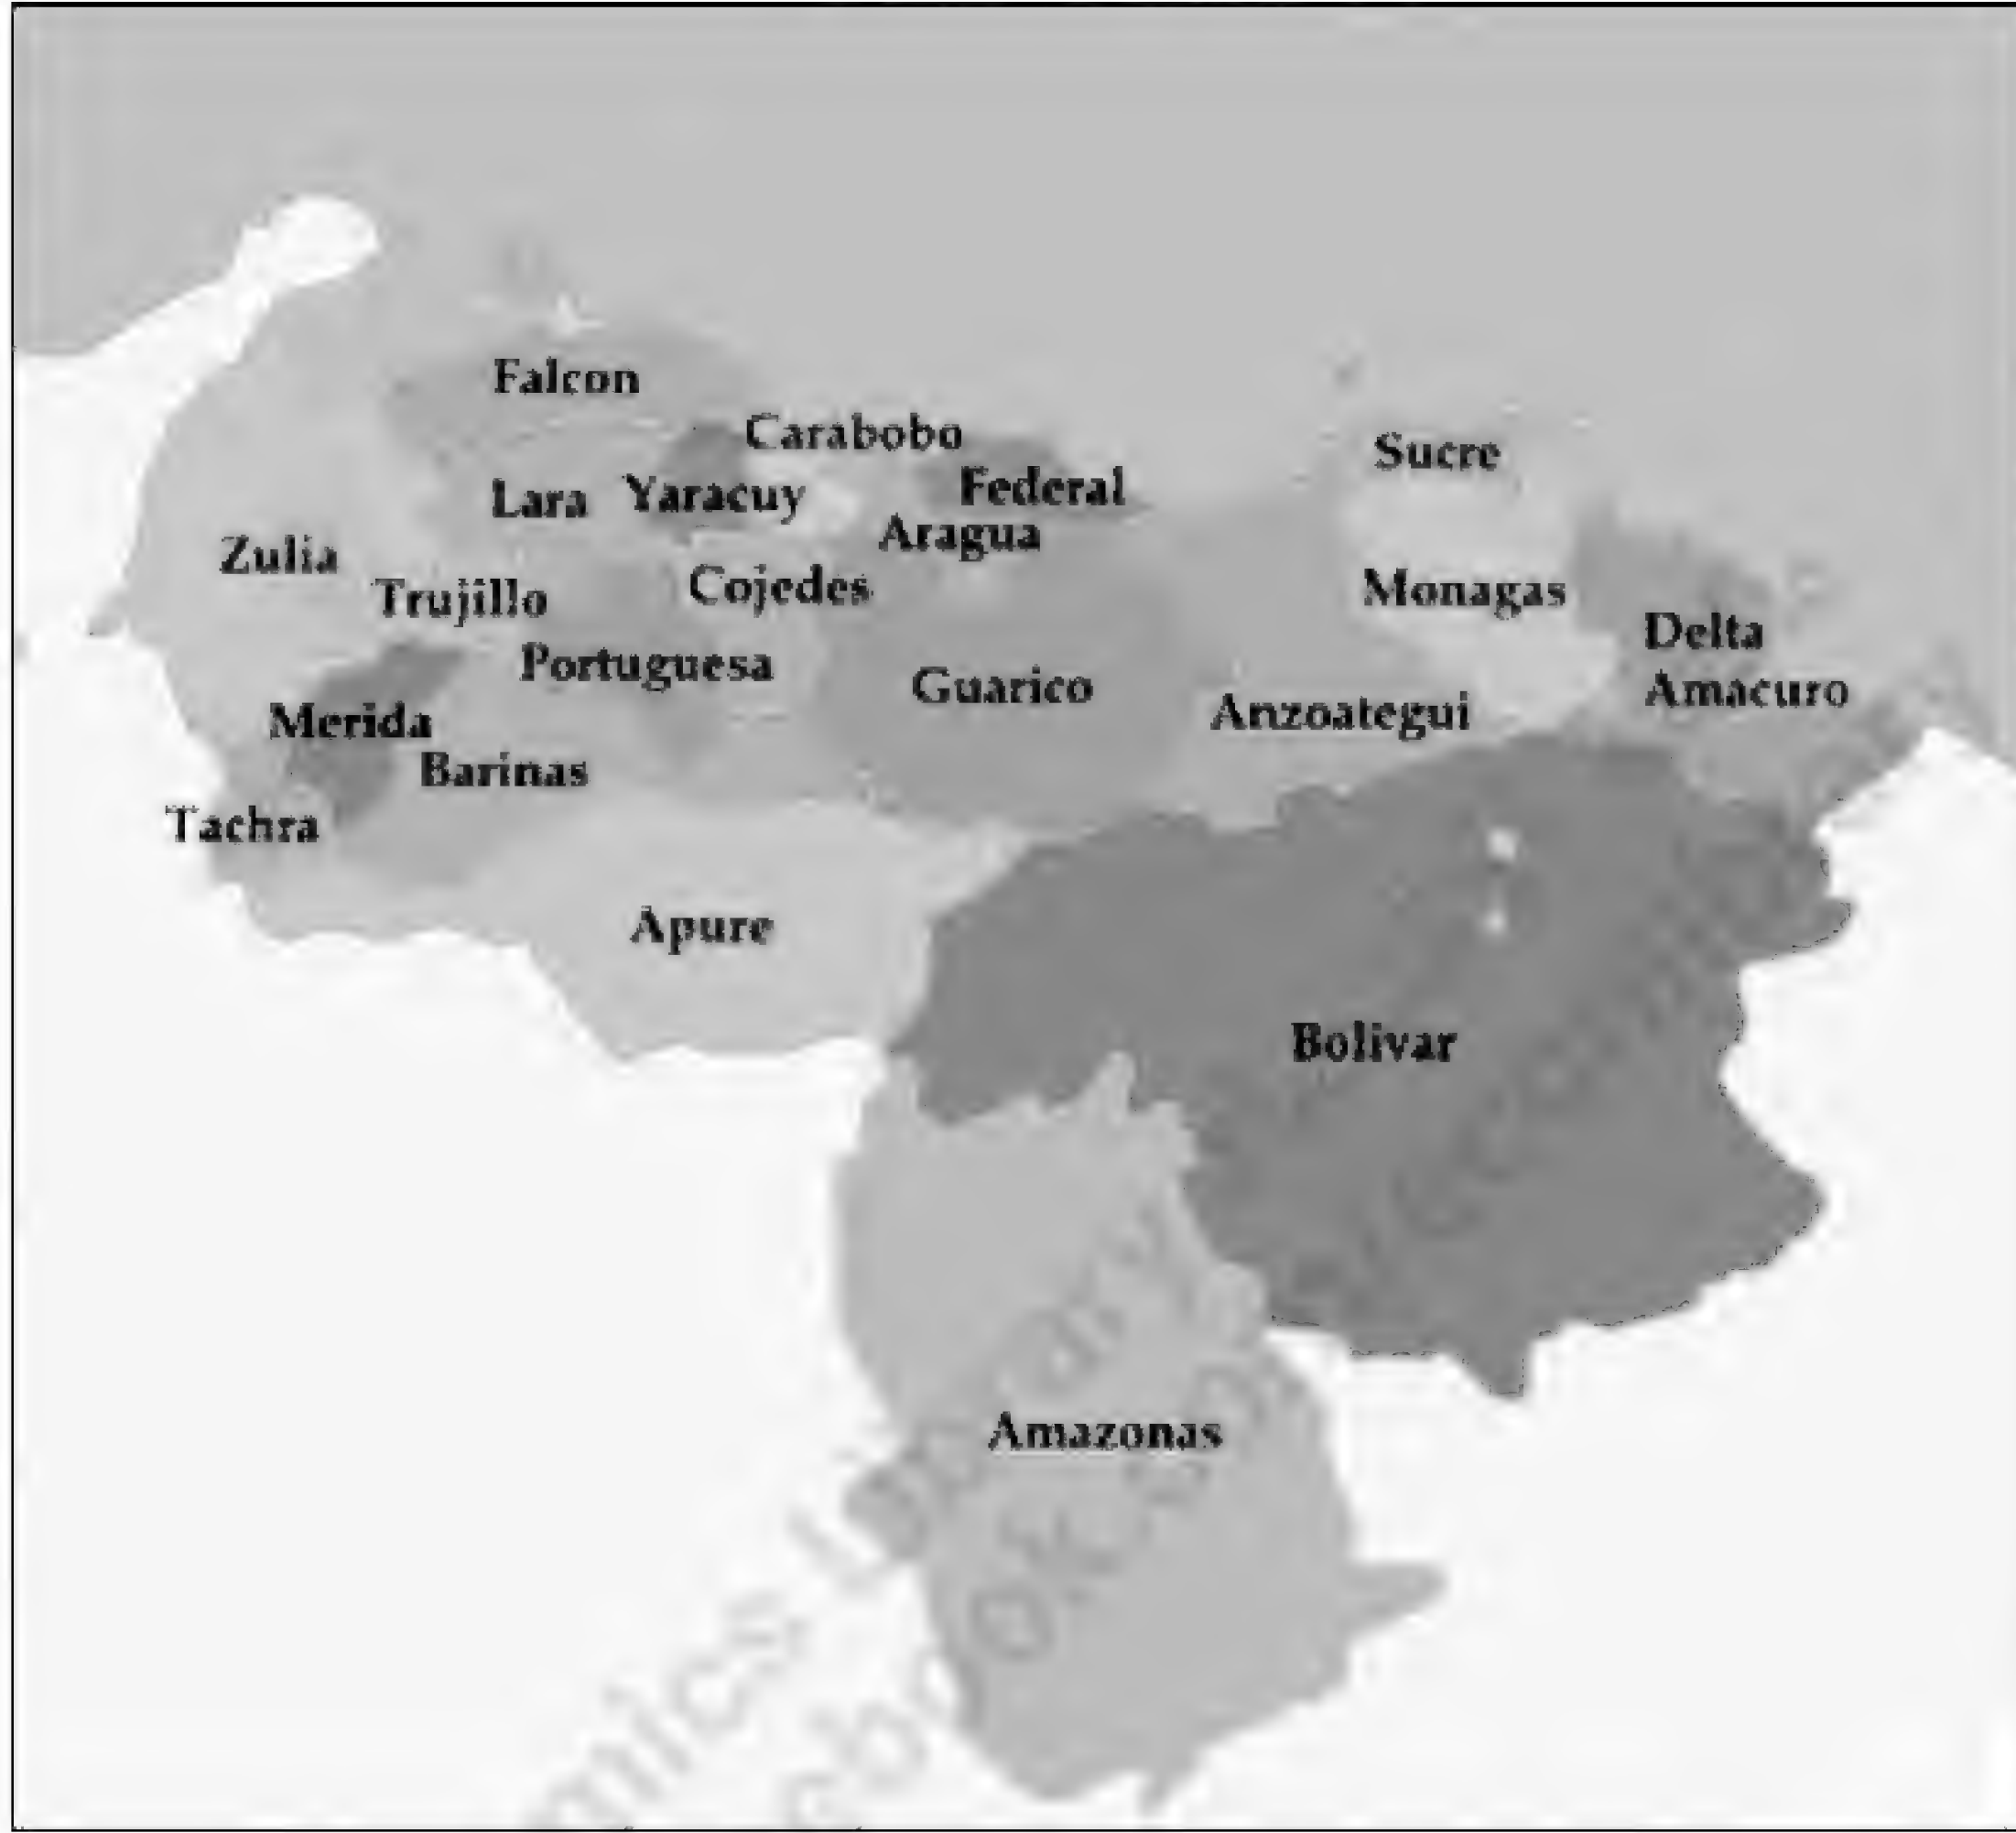 Falcon
Carabobo
Sucre
Lara
Yaracuy
Federal
Aragua
Zulia
Trujillo
Cojedes
Monagas
Delta
Amacuro
Portuguesa
Guarico
Merida
Anzoategui
Barinas
Tachra
Apure
Bolivar
Amazonas